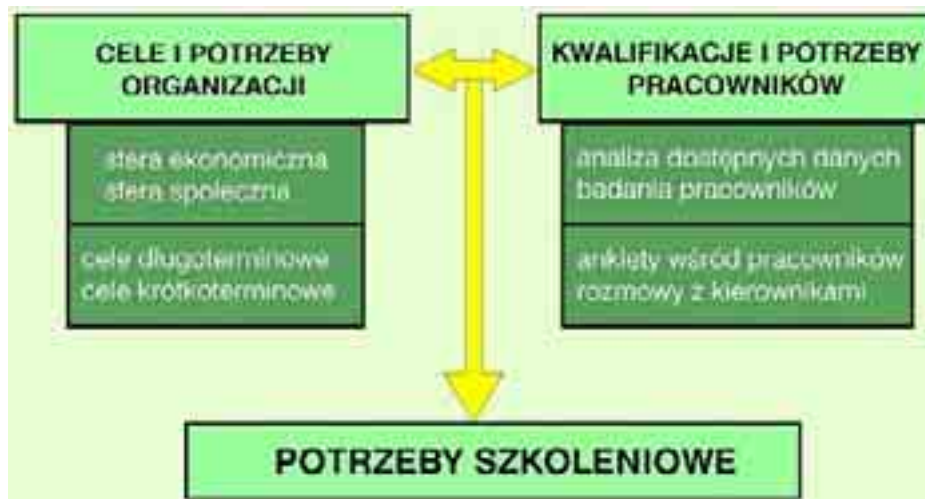 CELE I POTRZEBY
ORGANIZACJI
sfera ekonomiczna
sfera społeczna
cele długoterminowe
cele krótkoterminowe
KWALIFIKACJE I POTRZEBY
PRACOWNIKÓW
analiza dostępnych danych
badania pracowników
ankiety wśród pracowników
rozmowy z kierownikami
POTRZEBY SZKOLENIOWE